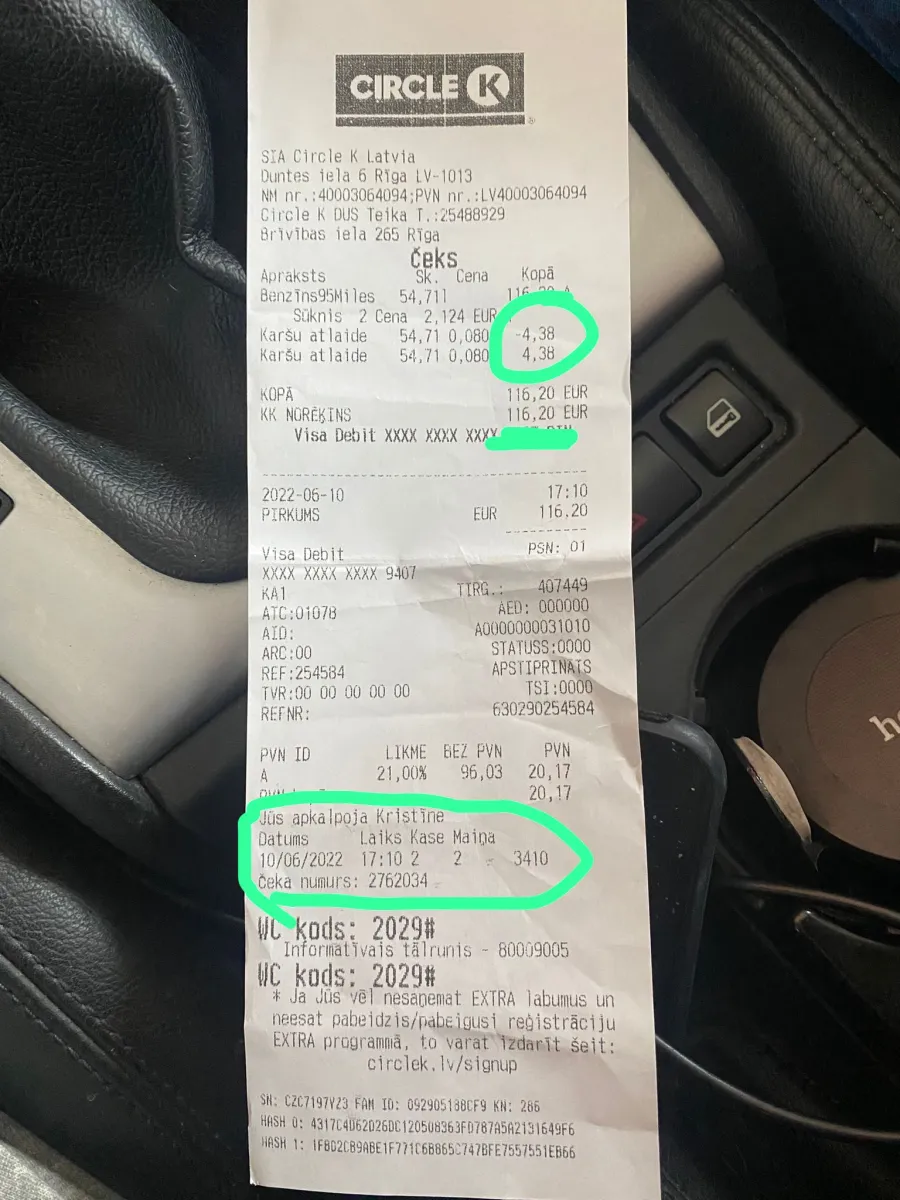 CIRCLE K
SIA Circle K Latvia
Duntes iela 6 Rīga LV-1013
NM nr.:40003064094;PVN nr.:LV40003064094
Circle K DUS Teika T.:25488929
Brīvības iela 265 Rīga
Čeks
Apraksts Sk. Cena Kopā
Benzīns95Miles 54,711
Sūknis 2 Cena 2,124 EUR
Karšu atlaide 54,71 0,080 -4,38
Karšu atlaide 54,71 0,080 4,38
KOPĀ 116,20 EUR
KK NORĒĶINS 116,20 EUR
Visa Debit XXXX XXXX XXXX
2022-06-10 17:10
PIRKUMS EUR 116.20
Visa Debit PSN: 01
XXXX XXXX XXXX 9407
KA1 TIRG.: 407449
ATC:01078 AED: 000000
AID: A0000000031010
ARC:00 STATUSS:0000
REF:254584 APSTIPRINATS
TVR:00 00 00 00 00 TSI:0000
REFNR: 630290254584
PVN ID LIKME BEZ PVN PVN
A 21,00% 96,03 20,17
20,17
Jūs apkalpoja Kristīne
Datums Laiks Kase Maiņa
10/06/2022 17:10 2 2 - 3410
Čeka numurs: 2762034
WC kods: 2029#
Informatīvais tālrunis - 80009005
WC kods: 2029#
* Ja Jūs vēl nesaņemat EXTRA labumus un
neesat pabeidzis/pabeigusi reģistrāciju
EXTRA programmā, to varat izdarīt šeit:
circlek.lv/signup
SN: CZC7197YZ3 FAM ID: 092905188CF9 KN: 286
HASH 0: 4317C4D62D26DC120508363FD787A5A2131649F6
HASH 1: 1FBD2CB9ABE1F771C6B865C747BFE7557551EB66